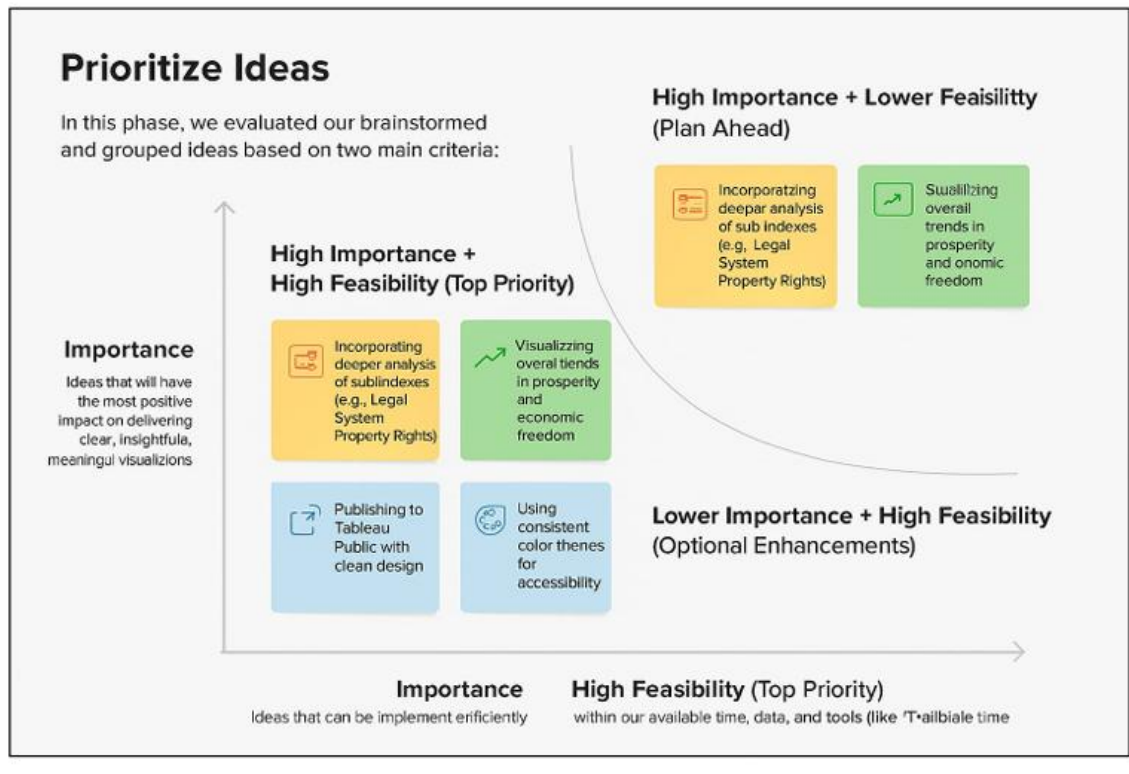 Prioritize Ideas
In this phase, we evaluated our brainstormed
and grouped ideas based on two main criteria:
High Importance + Lower Feaisilitty
(Plan Ahead)
Incorporatzing
deepar analysis
of sub indexes
(e.g, Legal
System
Property Rights)
Swalilizing
overail
trends in
prosperity
and onomic
freedom
High Importance +
High Feasibility (Top Priority)
Incorporating
deeper analysis
of sublindexes
(e.g., Legal
System
Property Rights)
Visualizzing
overal tiends
in prosperity
and
economic
freedom
Importance
Ideas that will have
the most positive
impact on delivering
clear, insightfula,
meaningul visualizions
Publishing to
Tableau
Public with
clean design
Using
consistent
color thenes
for
accessibility
Lower Importance + High Feasibility
(Optional Enhancements)
Importance
Ideas that can be implement erificiently
High Feasibility (Top Priority)
within our available time, data, and tools (like "T•ailbiale time